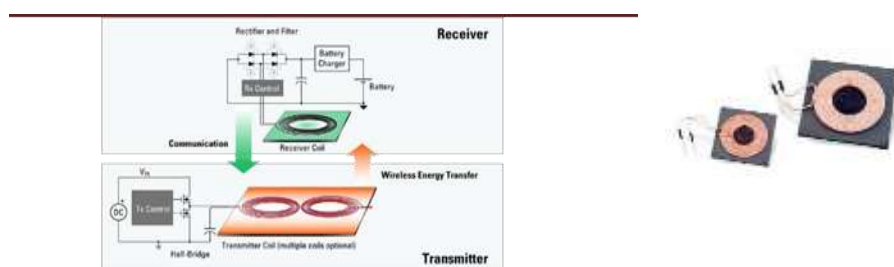 Rectifier and Filter
Receiver
Battery
Charger
Rx Control
Battery
Receiver Coil
Communication
Wireless Energy Transfer
Vin
DC
Tx Control
Transmitter Coil (multiple coils optional)
Half-Bridge
Transmitter